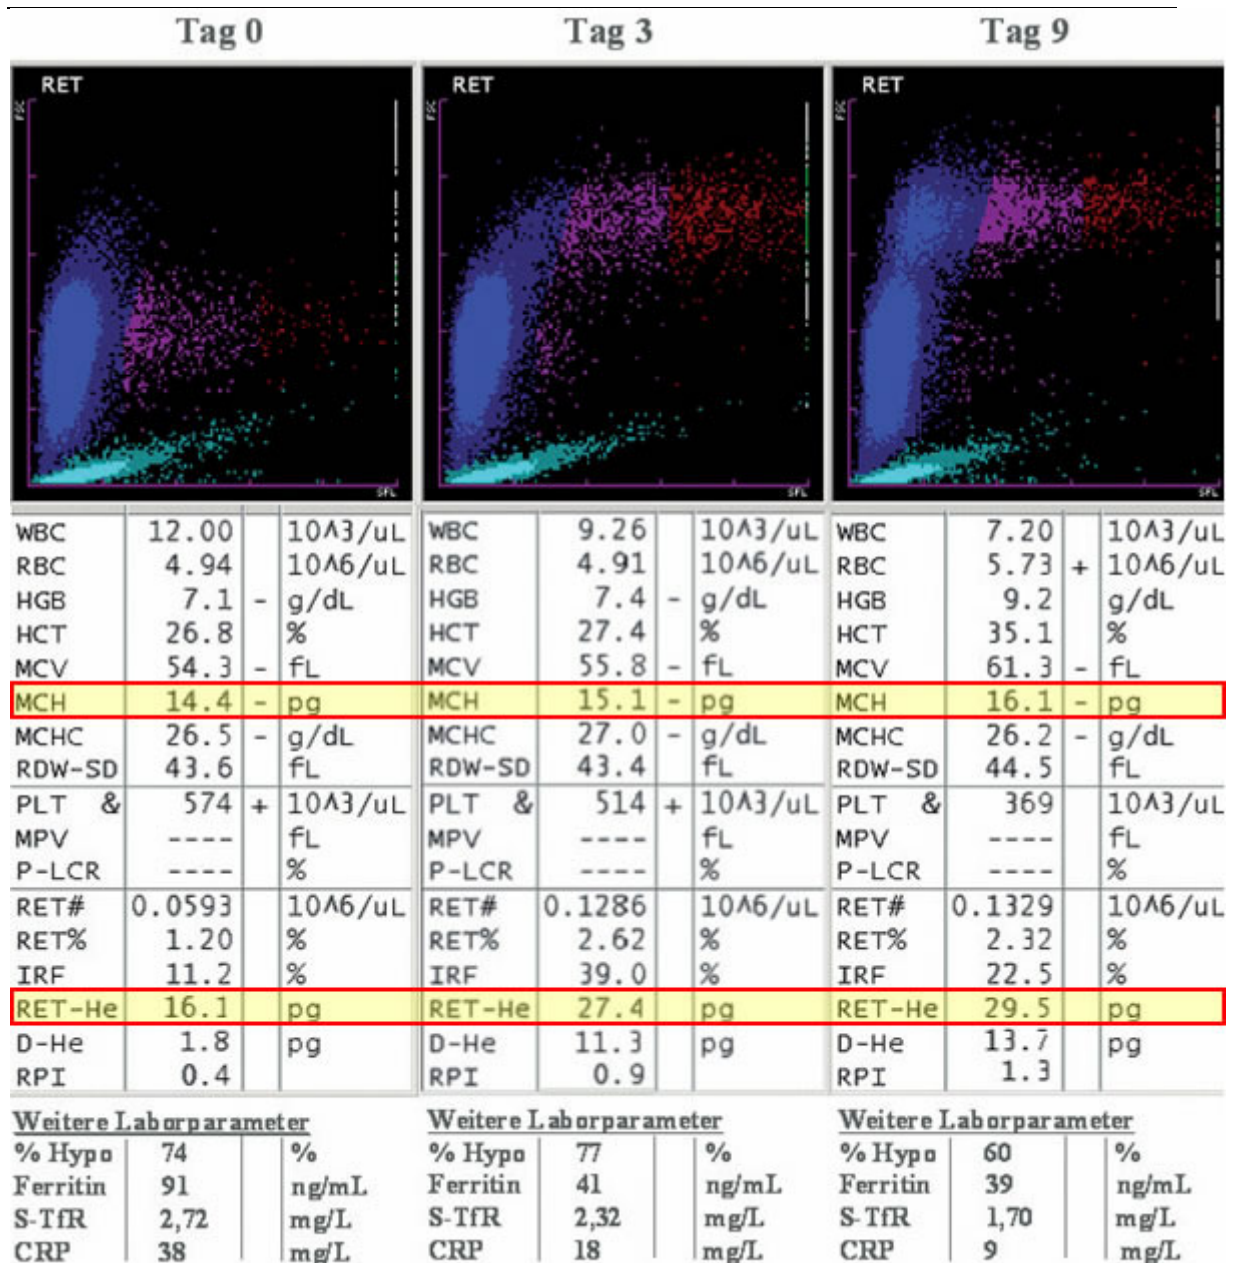 Tag 0 Tag 3 Tag 9
RET RET RET
FSC FSC FSC
SFL SFL SFL
WBC 12.00 10^3/uL WBC 9.26 10^3/uL WBC 7.20 10^3/uL
RBC 4.94 10^6/uL RBC 4.91 10^6/uL RBC 5.73 + 10^6/uL
HGB 7.1 - g/dL HGB 7.4 - g/dL HGB 9.2 g/dL
HCT 26.8 % HCT 27.4 % HCT 35.1 %
MCV 54.3 - fL MCV 55.8 - fL MCV 61.3 - fL
MCH 14.4 - pg MCH 15.1 - pg MCH 16.1 - pg
MCHC 26.5 - g/dL MCHC 27.0 - g/dL MCHC 26.2 - g/dL
RDW-SD 43.6 fL RDW-SD 43.4 fL RDW-SD 44.5 fL
PLT & 574 + 10^3/uL PLT & 514 + 10^3/uL PLT & 369 10^3/uL
MPV ---- fL MPV ---- fL MPV ---- fL
P-LCR ---- % P-LCR ---- % P-LCR ---- %
RET# 0.0593 10^6/uL RET# 0.1286 10^6/uL RET# 0.1329 10^6/uL
RET% 1.20 % RET% 2.62 % RET% 2.32 %
IRF 11.2 % IRF 39.0 % IRF 22.5 %
RET-He 16.1 pg RET-He 27.4 pg RET-He 29.5 pg
D-He 1.8 pg D-He 11.3 pg D-He 13.7 pg
RPI 0.4 RPI 0.9 RPI 1.3
Weitere Laborparameter Weitere Laborparameter Weitere Laborparameter
% Hypo 74 % % Hypo 77 % % Hypo 60 %
Ferritin 91 ng/mL Ferritin 41 ng/mL Ferritin 39 ng/mL
S-TfR 2,72 mg/L S-TfR 2,32 mg/L S-TfR 1,70 mg/L
CRP 38 mg/L CRP 18 mg/L CRP 9 mg/L